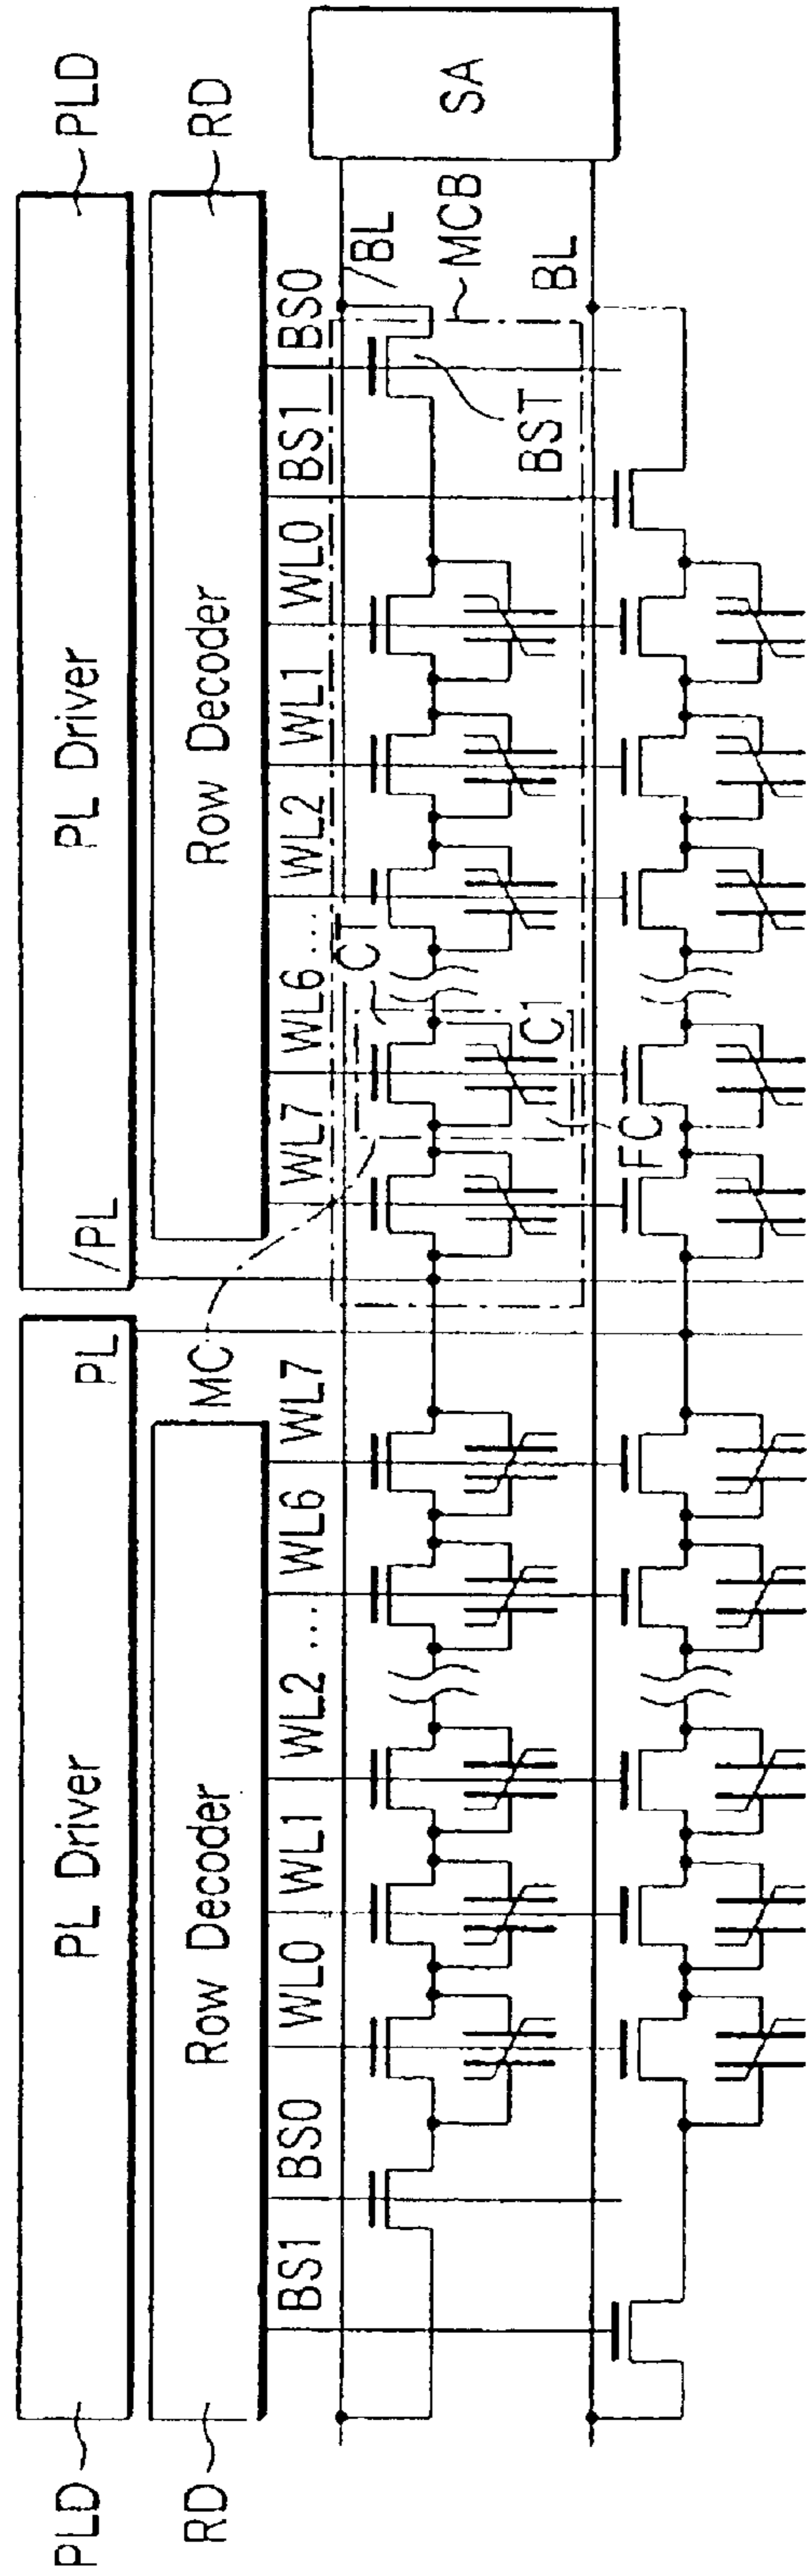 PLD PL Driver PL /PL PL Driver PLD
RD Row Decoder Row Decoder RD
MC
BS1 BS0 WL0 WL1 WL2 ... WL6 WL7 WL7 WL6 ... WL2 WL1 WL0 BS1 BS0
CT
/BL
SA
MCB
C1
BST
BL
FC